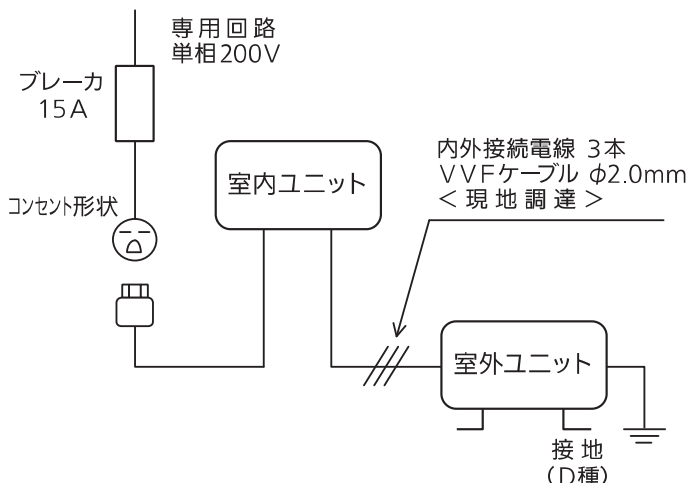 専用回路
単相200V
ブレーカ
15A
コンセント形状
室内ユニット
内外接続電線 3本
VVFケーブル φ2.0mm
<現地調達>
室外ユニット
接地
(D種)